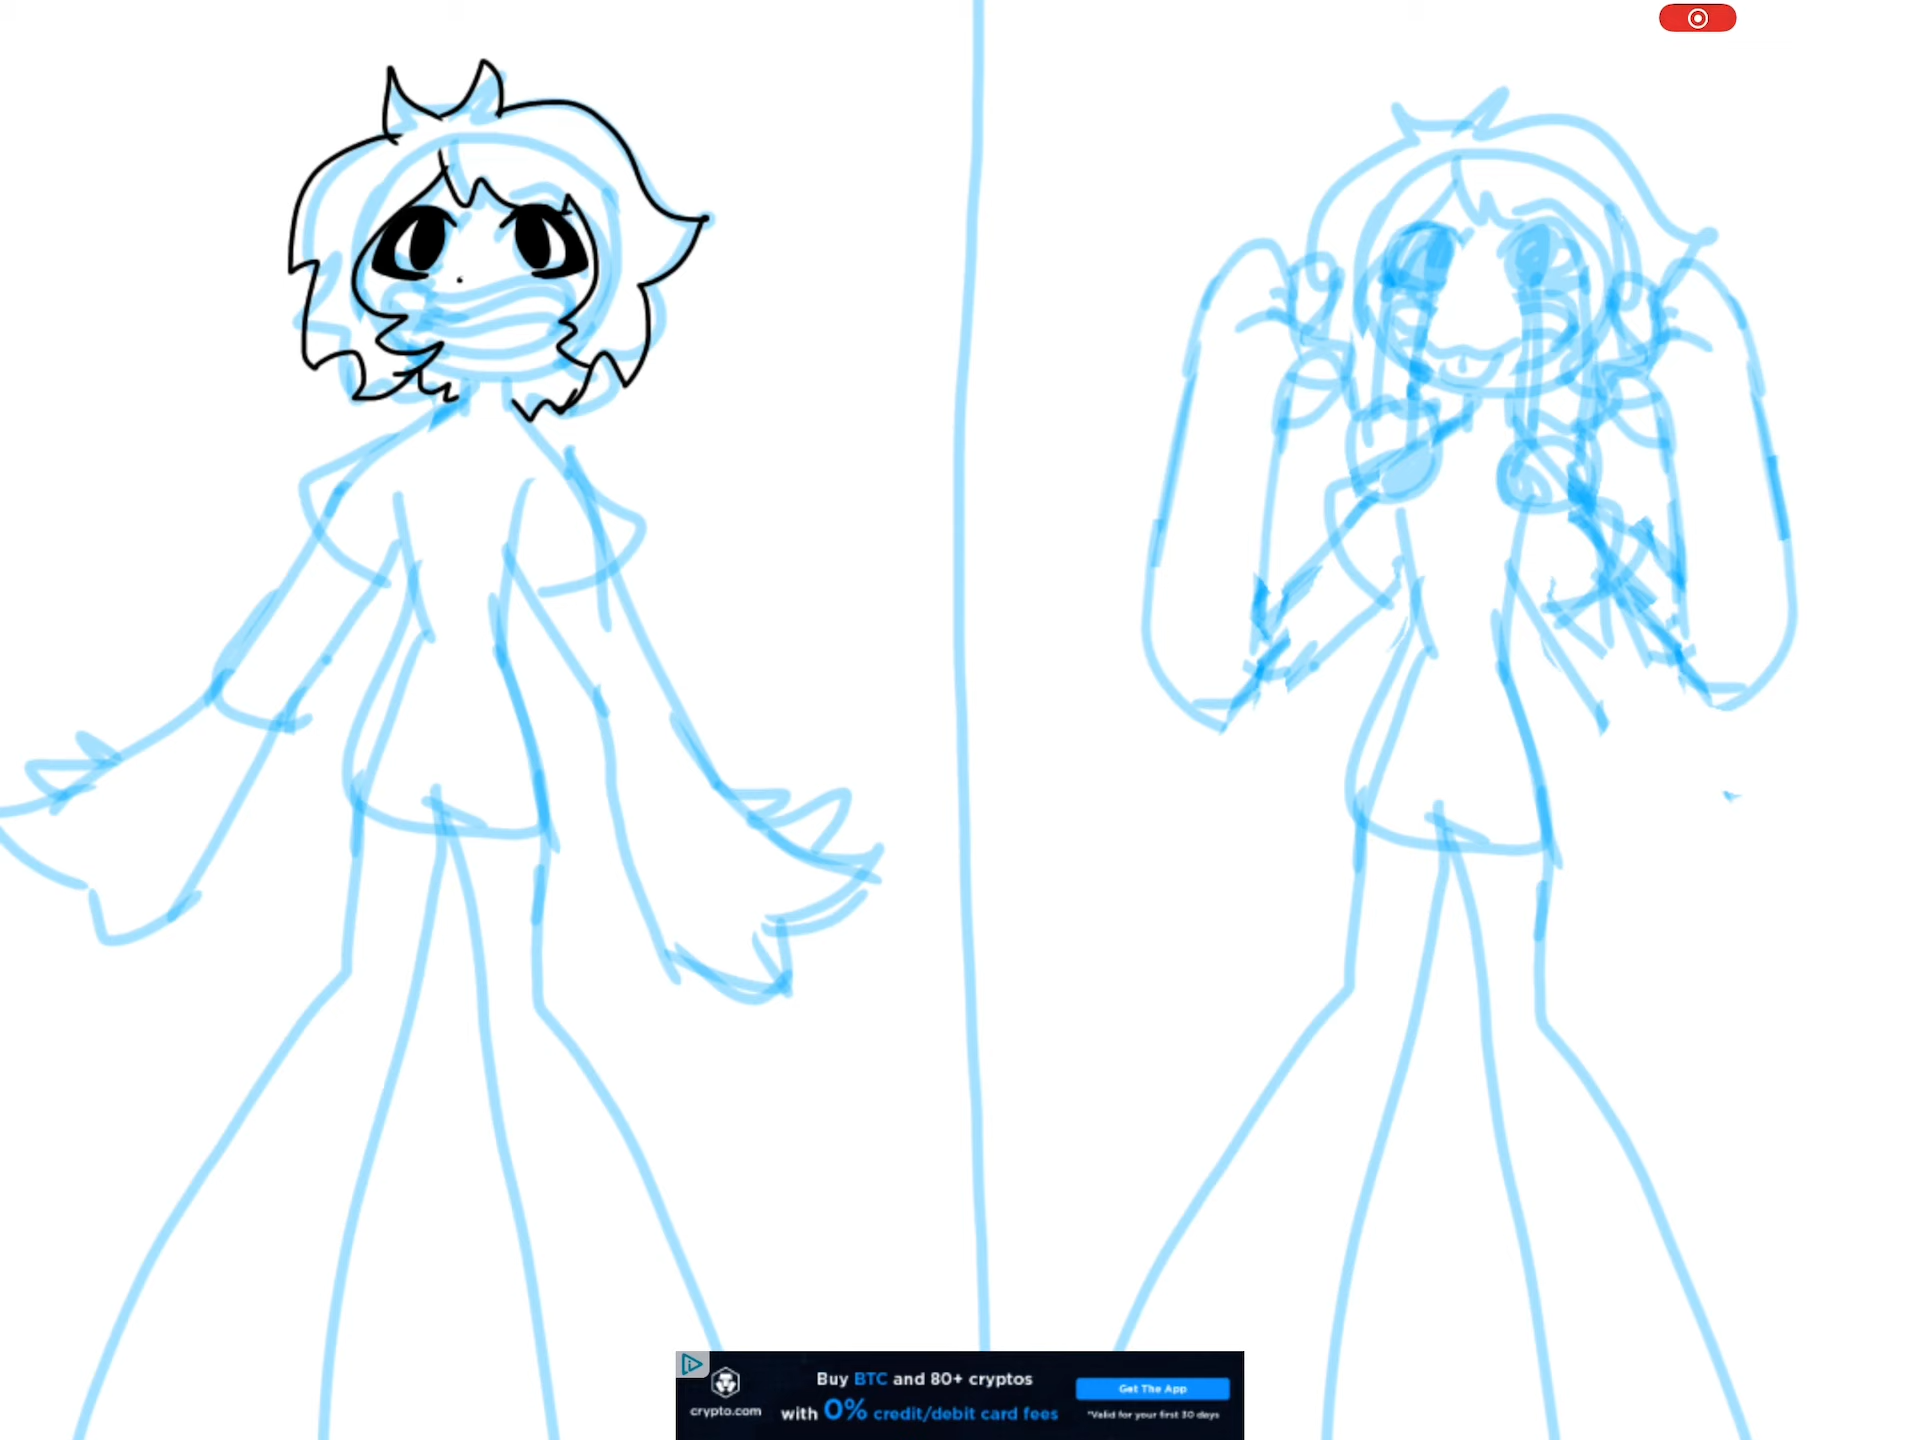 crypto.com
Buy BTC and 80+ cryptos
with 0% credit/debit card fees
Get The App
*Valid for your first 30 days